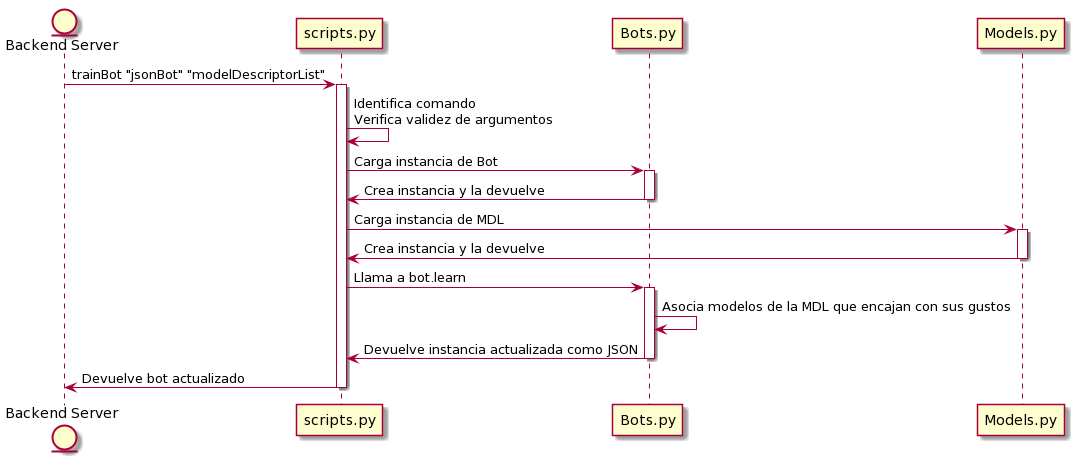 Backend Server
scripts.py
Bots.py
Models.py
trainBot "jsonBot" "modelDescriptorList"
Identifica comando
Verifica validez de argumentos
Carga instancia de Bot
Crea instancia y la devuelve
Carga instancia de MDL
Crea instancia y la devuelve
Llama a bot.learn
Asocia modelos de la MDL que encajan con sus gustos
Devuelve instancia actualizada como JSON
Devuelve bot actualizado
Backend Server
scripts.py
Bots.py
Models.py